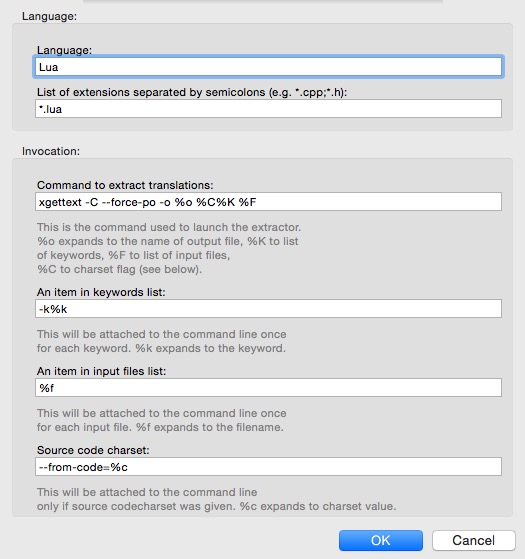 Language:
Language:
Lua
List of extensions separated by semicolons (e.g. *.cpp;*.h):
*.lua
Invocation:
Command to extract translations:
xgettext -C --force-po -o %o %C%K %F
This is the command used to launch the extractor.
%o expands to the name of output file, %K to list
of keywords, %F to list of input files,
%C to charset flag (see below).
An item in keywords list:
-k%k
This will be attached to the command line once
for each keyword. %k expands to the keyword.
An item in input files list:
%f
This will be attached to the command line once
for each input file. %f expands to the filename.
Source code charset:
--from-code=%c
This will be attached to the command line
only if source codecharset was given. %c expands to charset value.
OK
Cancel